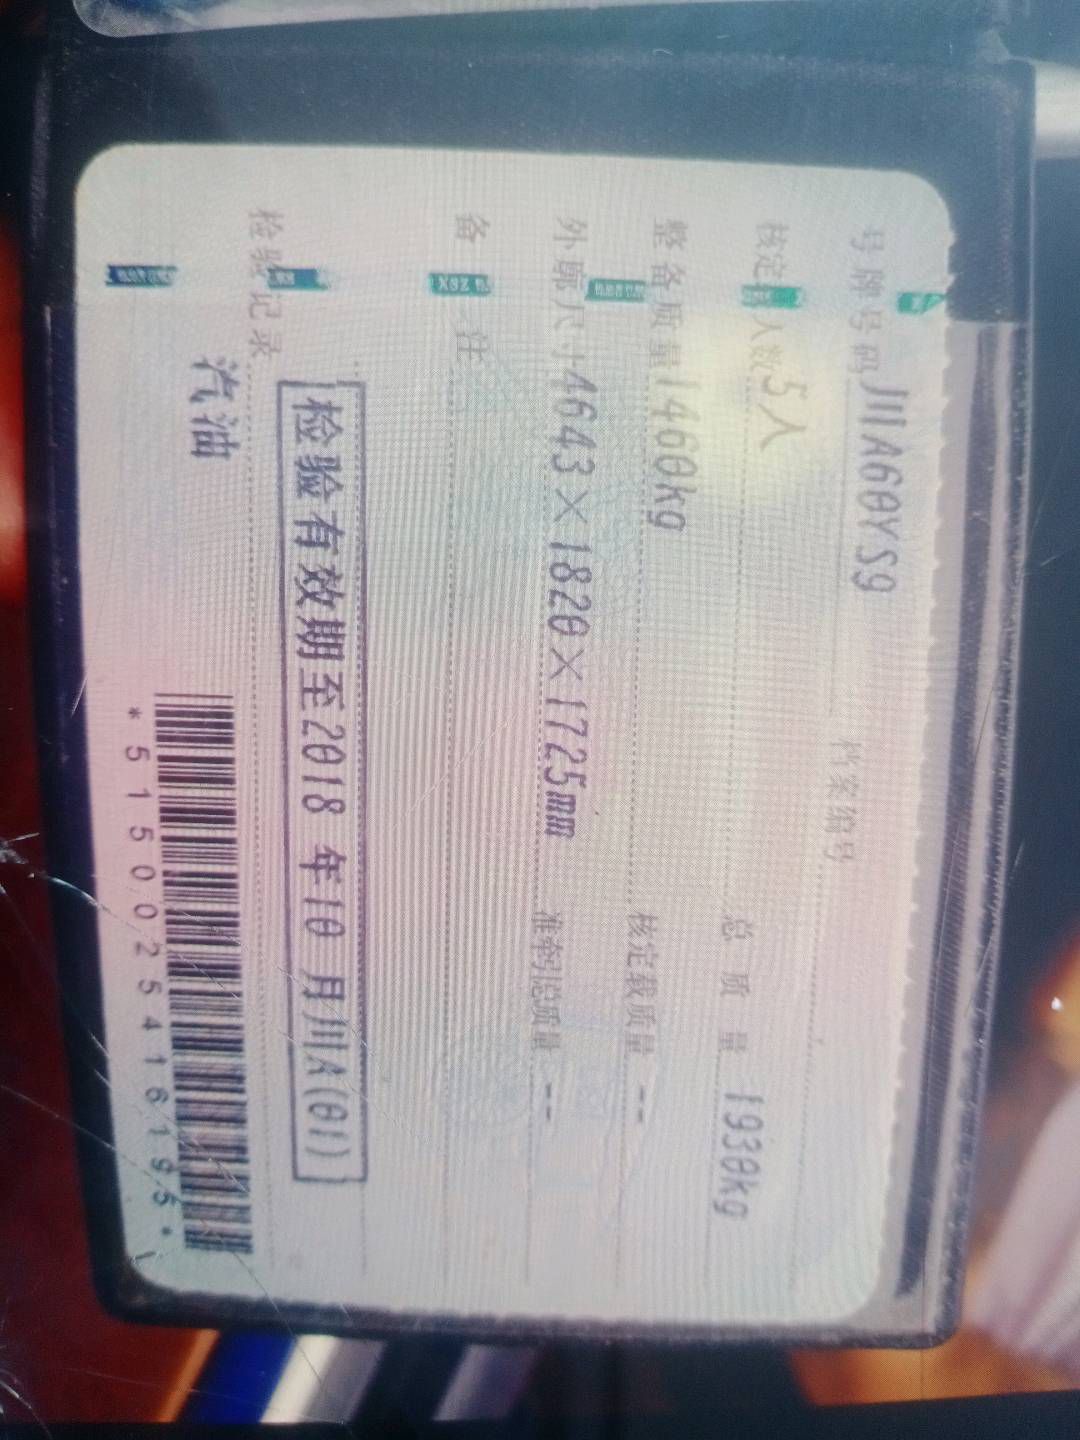 号牌号码 川A60YS9 档案编号
核定人数 5人 总质量 1930kg
整备质量 1460kg 核定载质量 --
外廓尺寸 4643×1820×1725mm 准牵引总质量 --
备注
检验有效期至2018年10月川A(01)
检验记录
汽油
*5150025416195*